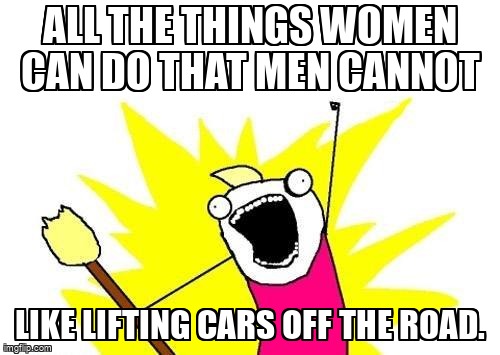 ALL THE THINGS WOMEN
CAN DO THAT MEN CANNOT
LIKE LIFTING CARS OFF THE ROAD.
imgflip.com